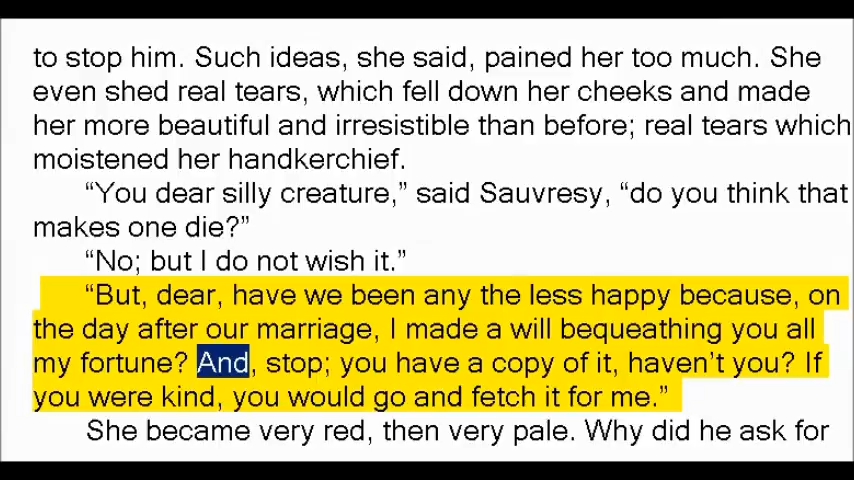 to stop him. Such ideas, she said, pained her too much. She
even shed real tears, which fell down her cheeks and made
her more beautiful and irresistible than before; real tears which
moistened her handkerchief.
“You dear silly creature,” said Sauvresy, “do you think that
makes one die?”
“No; but I do not wish it.”
“But, dear, have we been any the less happy because, on
the day after our marriage, I made a will bequeathing you all
my fortune? And, stop; you have a copy of it, haven’t you? If
you were kind, you would go and fetch it for me.”
She became very red, then very pale. Why did he ask for